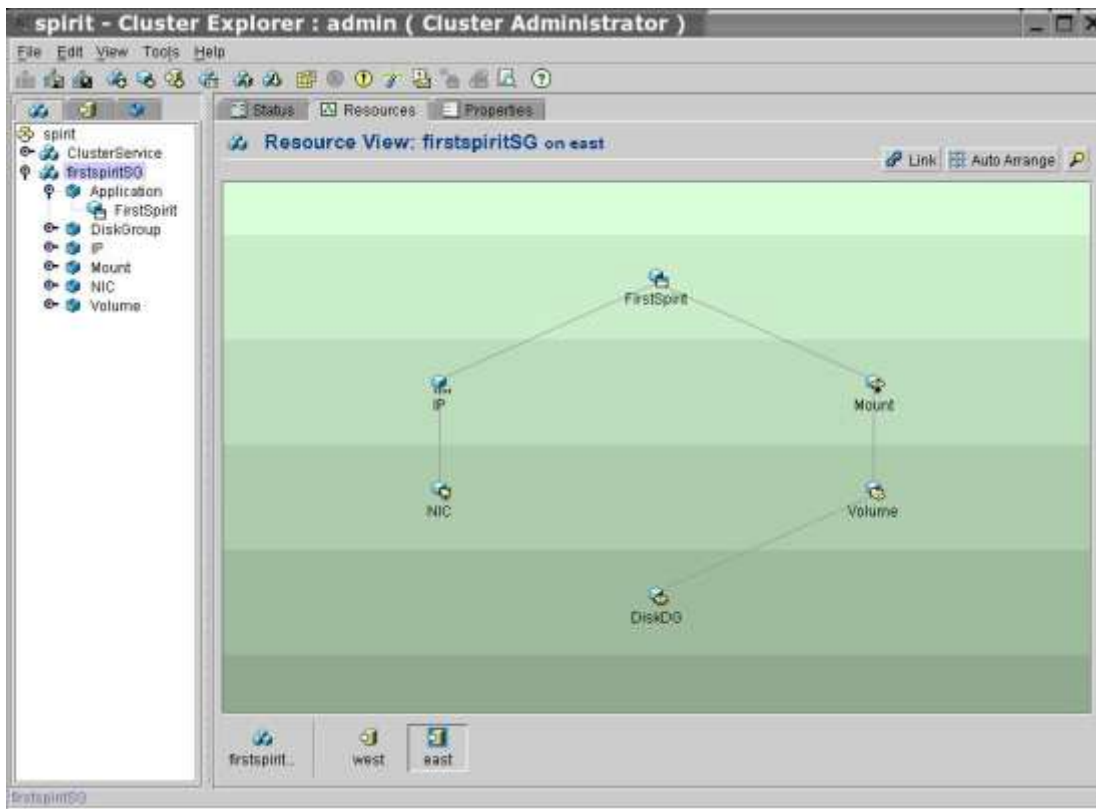 spirit - Cluster Explorer : admin ( Cluster Administrator )
File Edit View Tools Help
Status Resources Properties
spirit
ClusterService
firstspiritSG
Application
FirstSpirit
DiskGroup
IP
Mount
NIC
Volume
Resource View: firstspiritSG on east
Link Auto Arrange
FirstSpirit
IP
Mount
NIC
Volume
DiskDG
firstspirit...
west
east
firstspiritSG